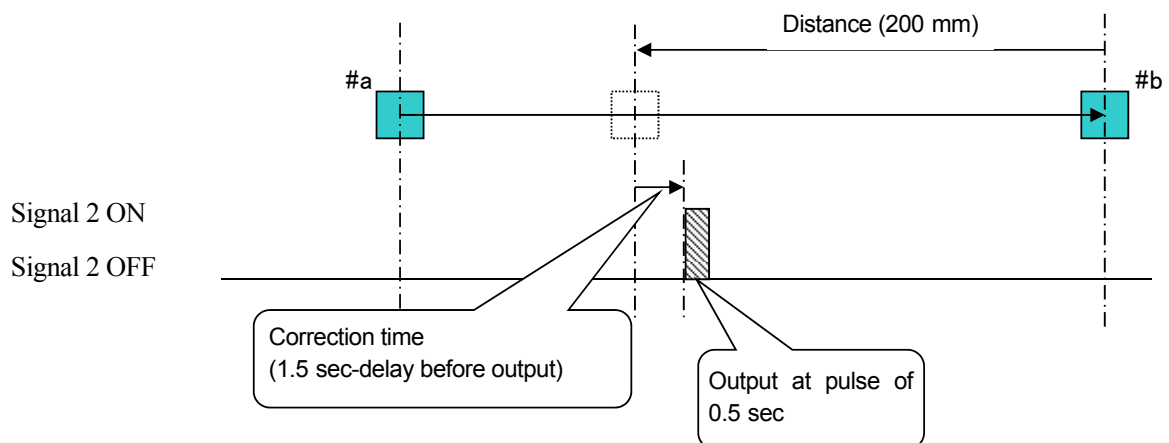 Distance (200 mm)
#a
#b
Signal 2 ON
Signal 2 OFF
Correction time
(1.5 sec-delay before output)
Output at pulse of
0.5 sec